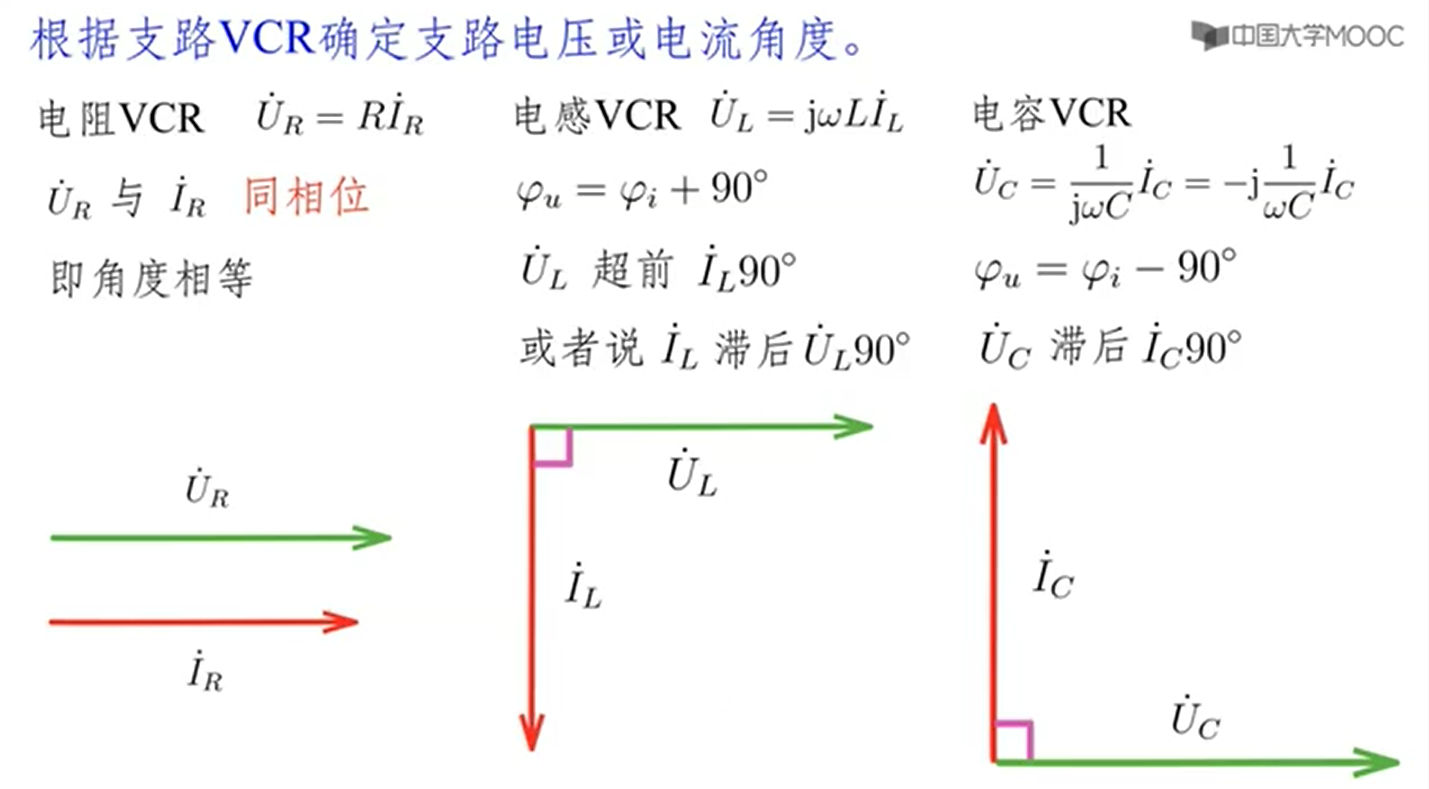 根据支路VCR确定支路电压或电流角度。
中国大学MOOC
电阻VCR U̇_R = Rİ_R
U̇_R 与 İ_R 同相位
即角度相等
电感VCR U̇_L = jωLİ_L
φ_u = φ_i + 90°
U̇_L 超前 İ_L90°
或者说 İ_L 滞后U̇_L90°
电容VCR
U̇_C = 1/(jωC) İ_C = −j 1/(ωC) İ_C
φ_u = φ_i − 90°
U̇_C 滞后 İ_C90°
U̇_R
İ_R
U̇_L
İ_L
İ_C
U̇_C